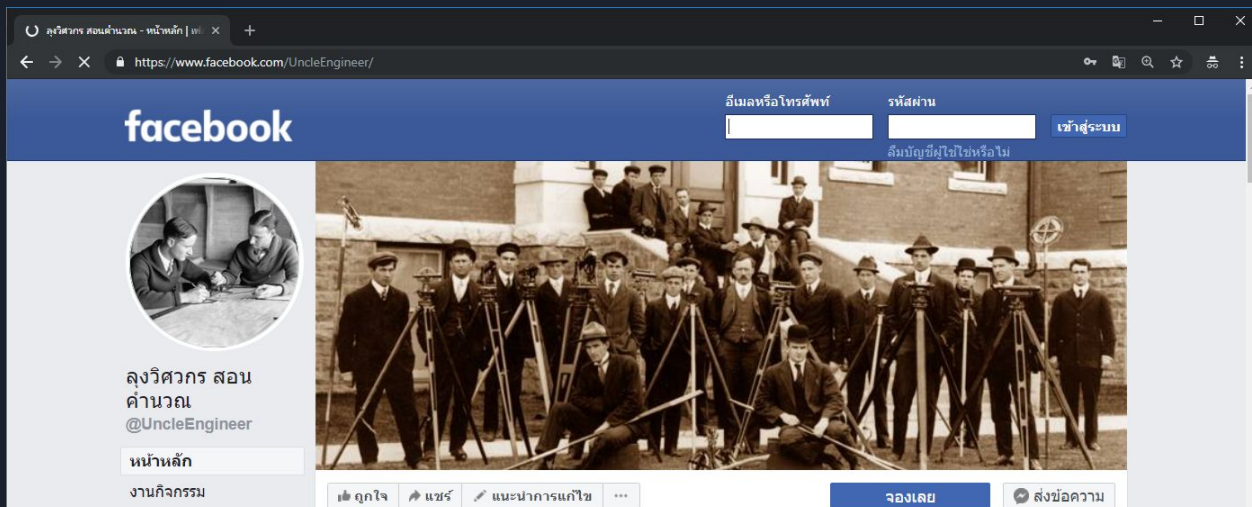 ลุงวิศวกร สอนคำนวณ - หน้าหลัก |
https://www.facebook.com/UncleEngineer/
facebook
อีเมลหรือโทรศัพท์
รหัสผ่าน
เข้าสู่ระบบ
ลืมบัญชีผู้ใช้ใช่หรือไม่
ลุงวิศวกร สอน
คำนวณ
@UncleEngineer
หน้าหลัก
งานกิจกรรม
ถูกใจ แชร์ แนะนำการแก้ไข ...
จองเลย
ส่งข้อความ